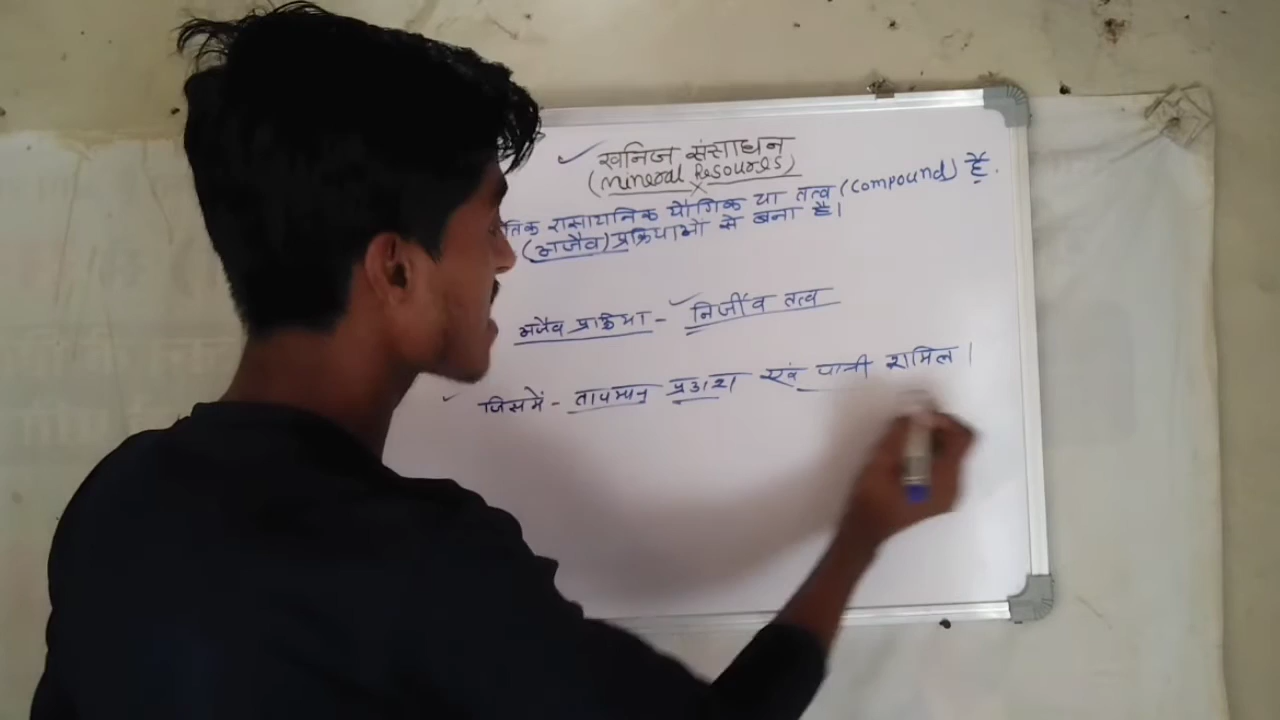 खनिज संसाधन
(Mineral Resources)
तिक रासायनिक यौगिक या तत्व (Compound) हैं.
(अजैव) प्रक्रियाओं से बना है।
अजैव प्रक्रिया - निर्जीव तत्व
जिसमें - तापमान प्रकाश एवं पानी शामिल।